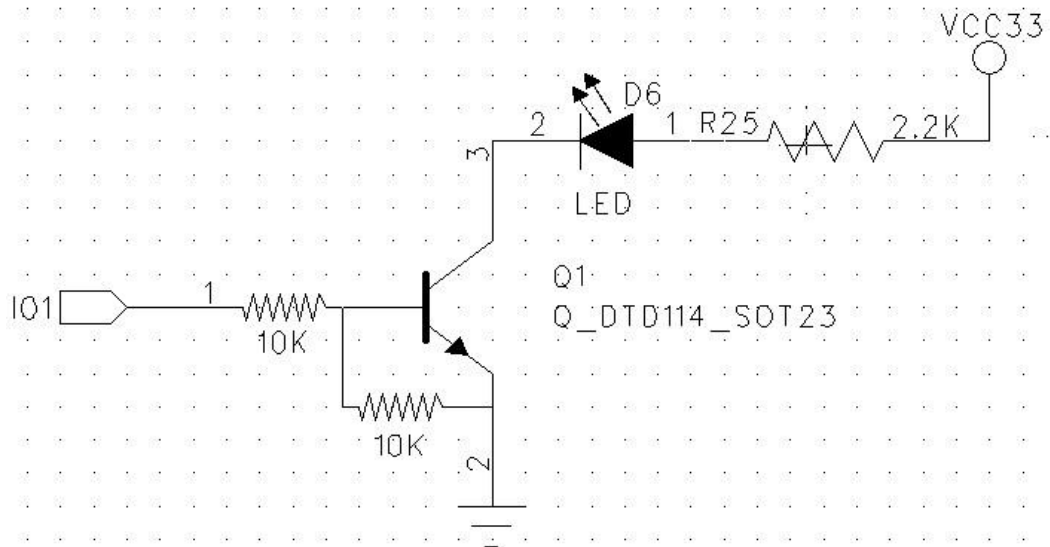 VCC33
D6
2 1 R25 2.2K
3
LED
Q1
Q_DTD114_SOT23
IO1 1
10K
10K
2